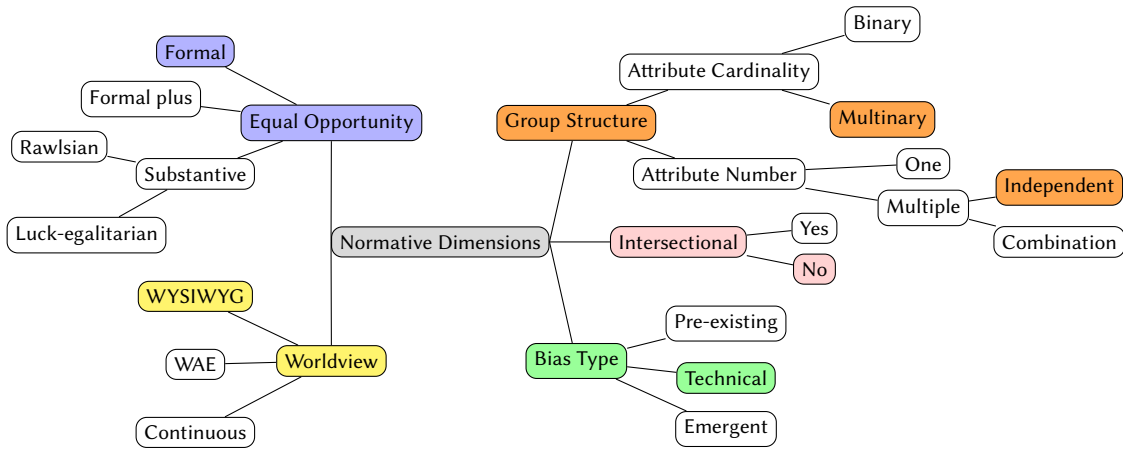 Normative Dimensions
Equal Opportunity
Formal
Formal plus
Substantive
Rawlsian
Luck-egalitarian
Worldview
WYSIWYG
WAE
Continuous
Group Structure
Attribute Cardinality
Binary
Multinary
Attribute Number
One
Multiple
Independent
Combination
Intersectional
Yes
No
Bias Type
Pre-existing
Technical
Emergent